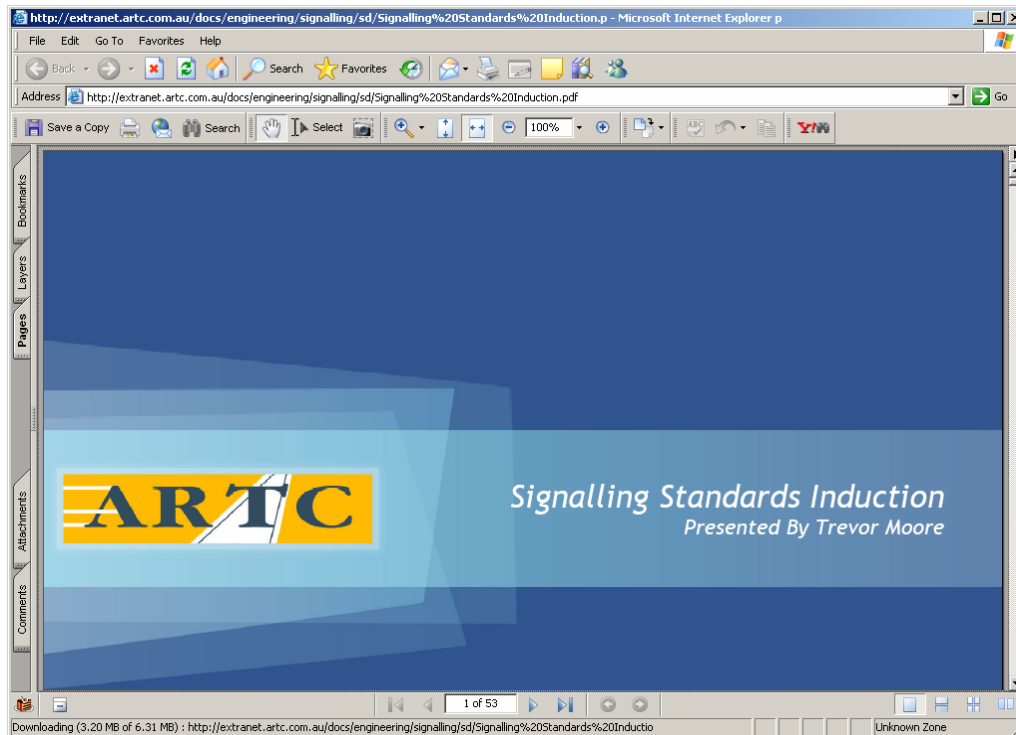 http://extranet.artc.com.au/docs/engineering/signalling/sd/Signalling%20Standards%20Induction.p - Microsoft Internet Explorer p
File Edit Go To Favorites Help
Back Search Favorites
Address http://extranet.artc.com.au/docs/engineering/signalling/sd/Signalling%20Standards%20Induction.pdf Go
Save a Copy Search Select 100% Y!
Bookmarks
Layers
Pages
Attachments
Comments
ARTC
Signalling Standards Induction
Presented By Trevor Moore
1 of 53
Downloading (3.20 MB of 6.31 MB) : http://extranet.artc.com.au/docs/engineering/signalling/sd/Signalling%20Standards%20Inductio Unknown Zone